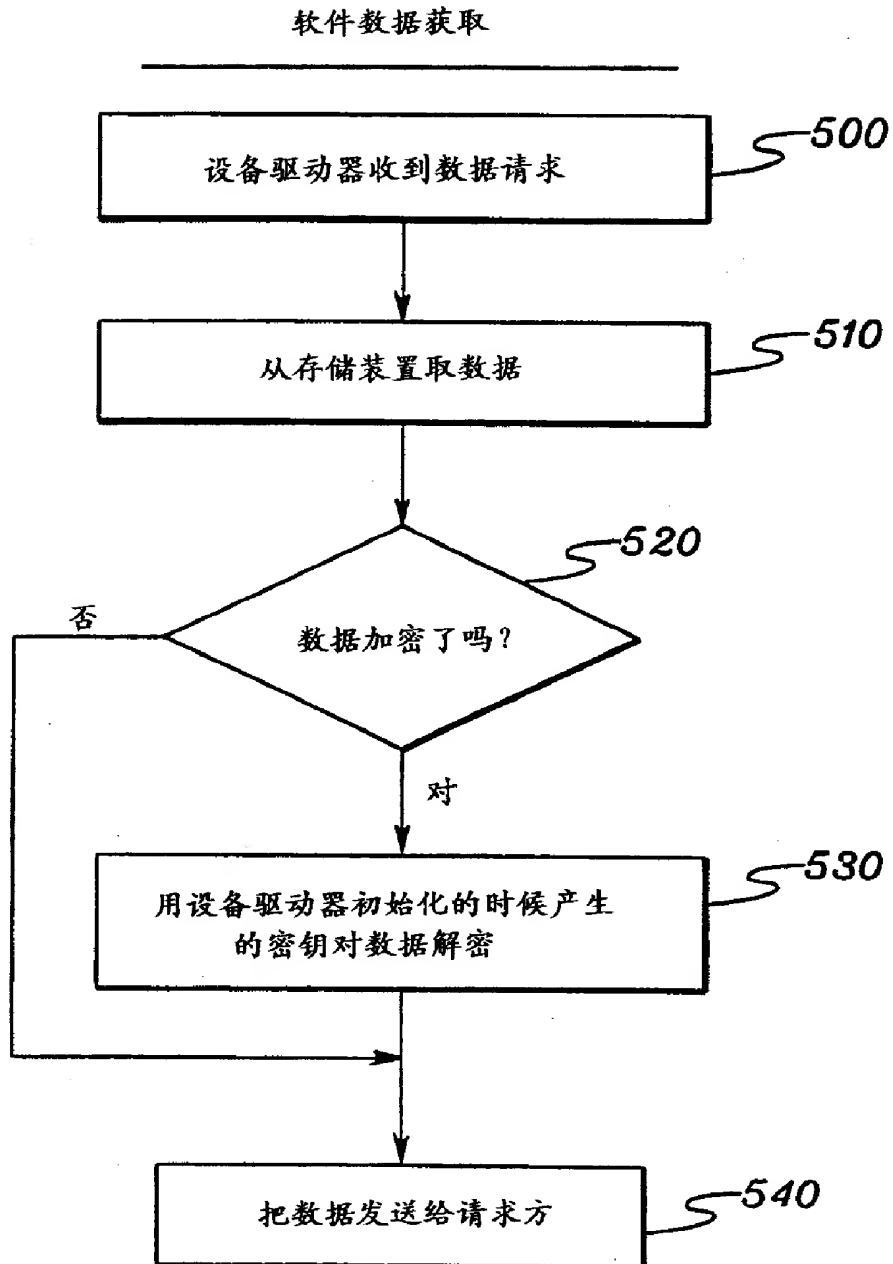 软件数据获取
设备驱动器收到数据请求
500
从存储装置取数据
510
520
数据加密了吗？
否
对
用设备驱动器初始化的时候产生
的密钥对数据解密
530
把数据发送给请求方
540